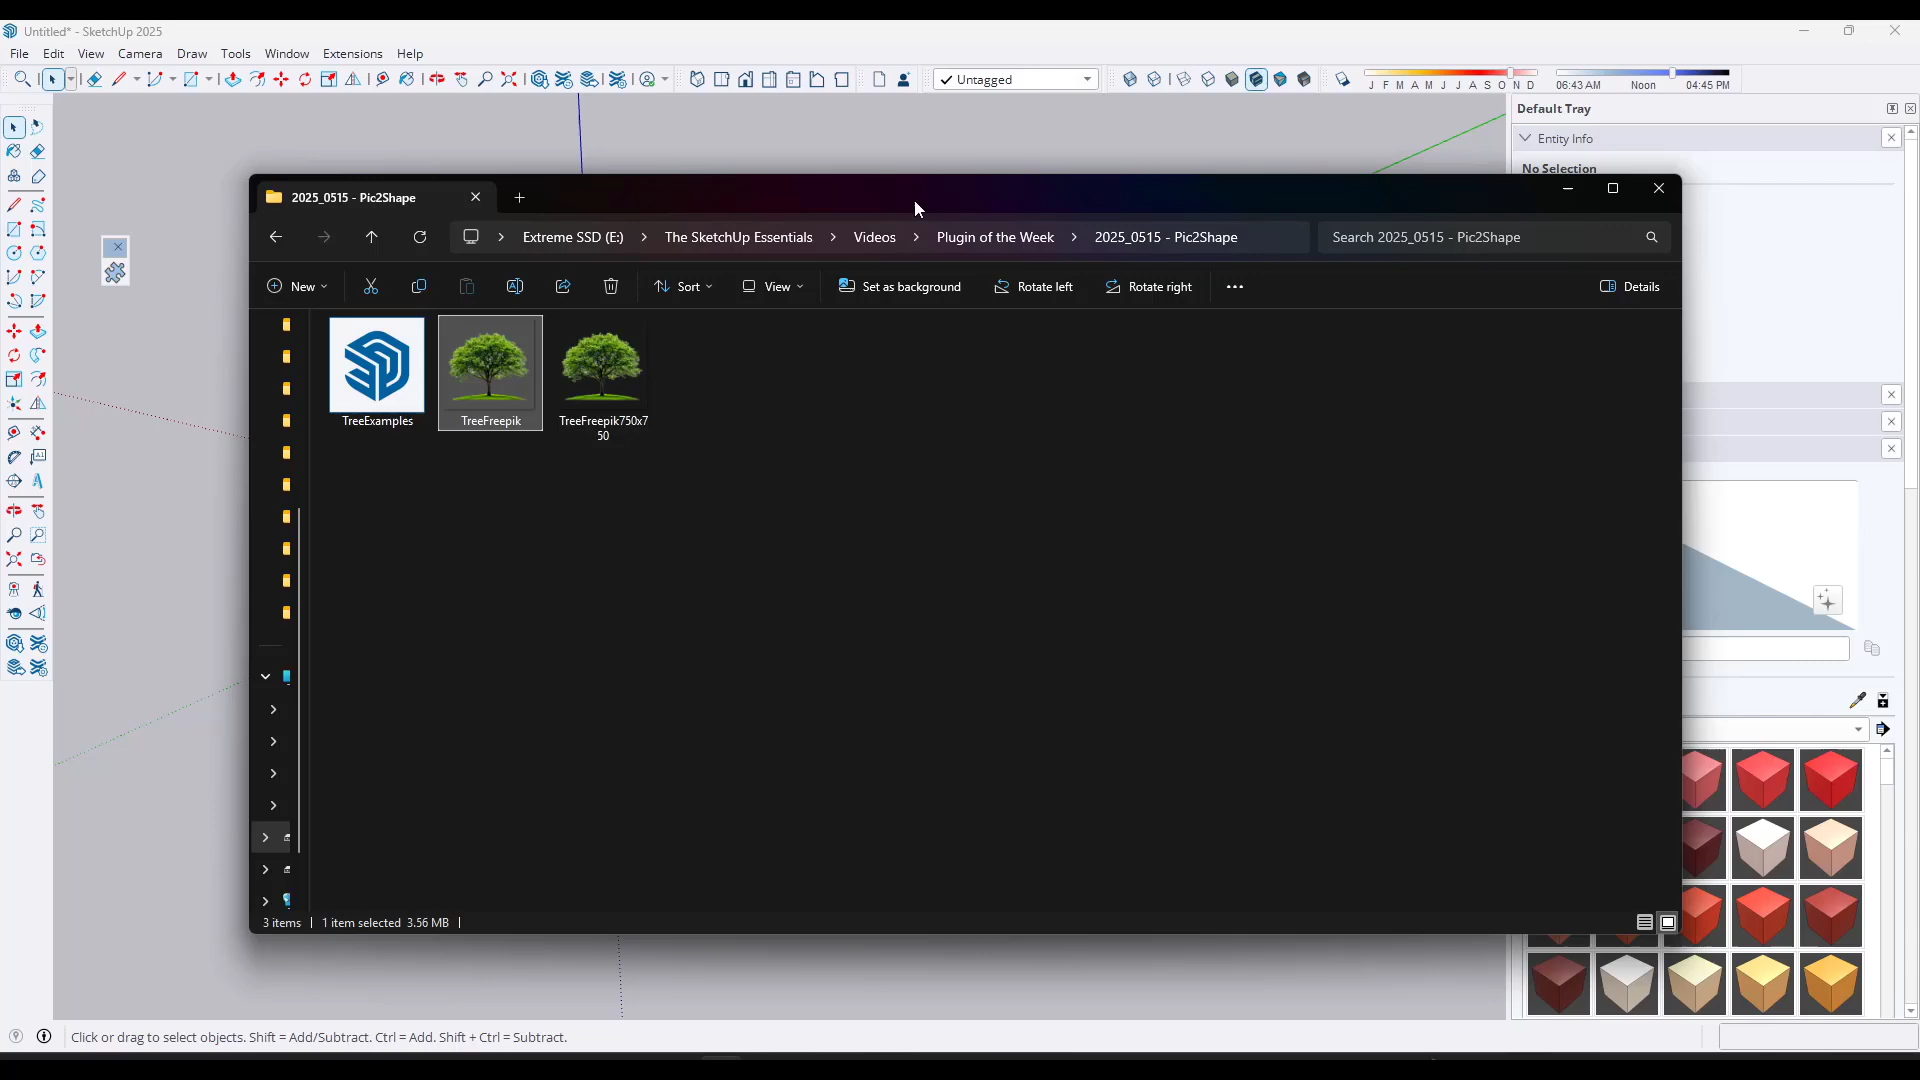 Untitled* - SketchUp 2025
File Edit View Camera Draw Tools Window Extensions Help
Untagged
J F M A M J J A S O N D
06:43 AM Noon 04:45 PM
Default Tray
Entity Info
No Selection
2025_0515 - Pic2Shape
Extreme SSD (E:) The SketchUp Essentials Videos Plugin of the Week 2025_0515 - Pic2Shape
Search 2025_0515 - Pic2Shape
New Sort View Set as background Rotate left Rotate right Details
TreeExamples TreeFreepik TreeFreepik750x7
50
3 items 1 item selected 3.56 MB
Click or drag to select objects. Shift = Add/Subtract. Ctrl = Add. Shift + Ctrl = Subtract.